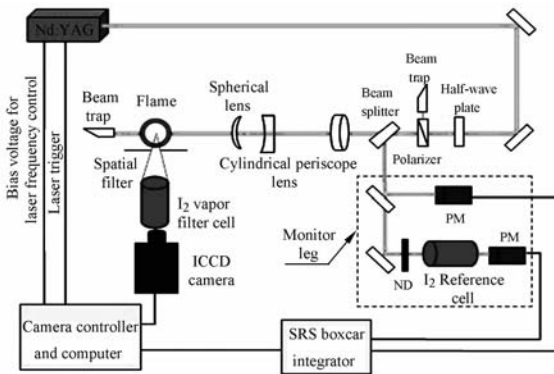 Nd:YAG
Bias voltage for
laser frequency control
Laser trigger
Beam
trap
Flame
Spherical
lens
Beam
splitter
Beam
trap
Half-wave
plate
Polarizer
Cylindrical periscope
lens
Spatial
filter
I₂ vapor
filter cell
ICCD
camera
Monitor
leg
PM
PM
ND
I₂ Reference
cell
Camera controller
and computer
SRS boxcar
integrator